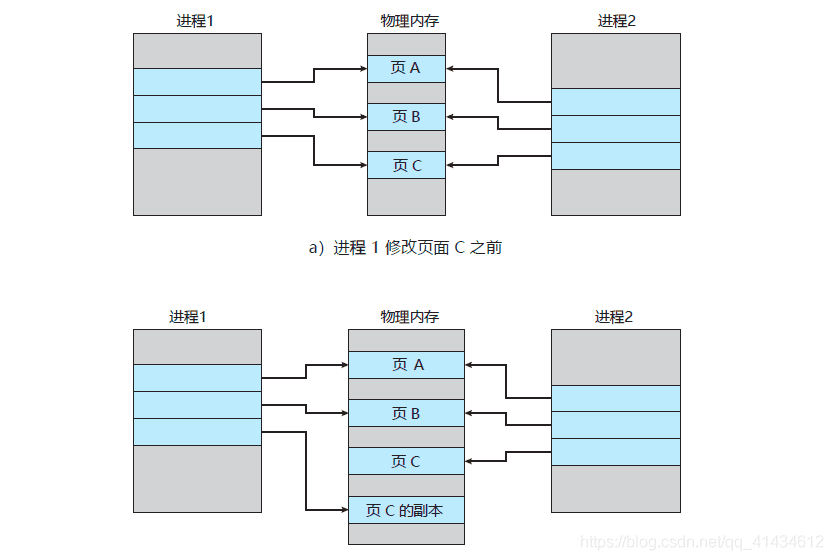 进程1 物理内存 进程2
页 A
页 B
页 C
a）进程 1 修改页面 C 之前
进程1 物理内存 进程2
页 A
页 B
页 C
页 C 的副本
https://blog.csdn.net/qq_41434612